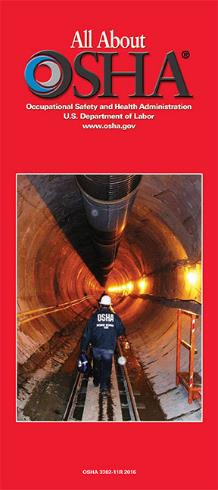 All About
OSHA®
Occupational Safety and Health Administration
U.S. Department of Labor
www.osha.gov
OSHA
OSHA 3302-11R 2016